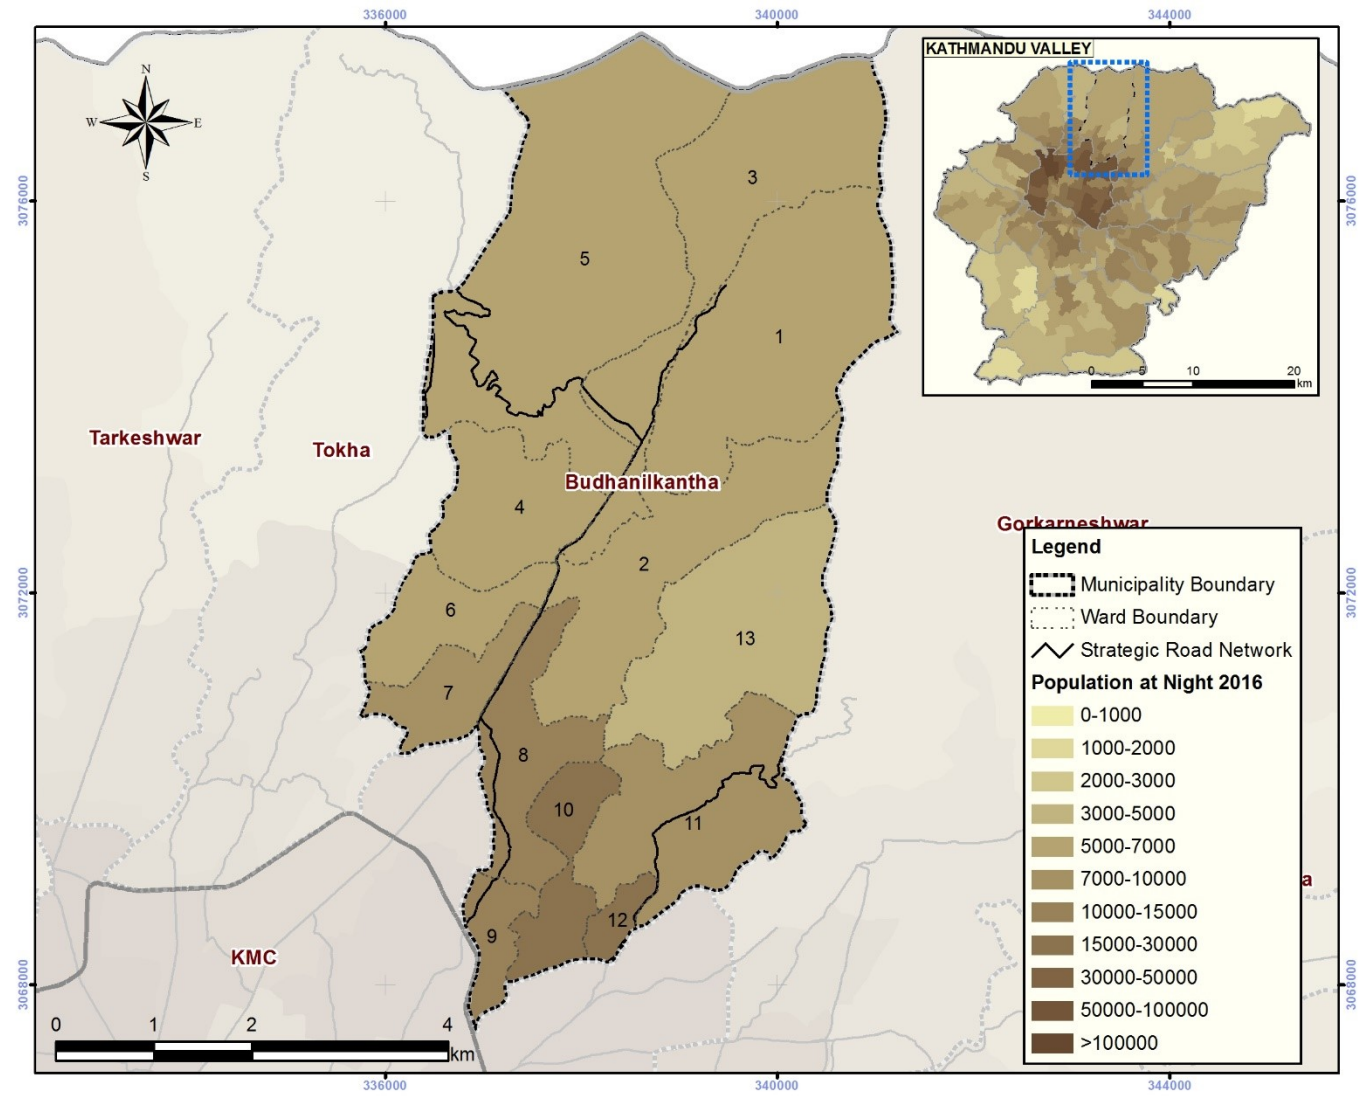 336000
340000
344000
KATHMANDU VALLEY
N
W
E
S
3
3076000
3076000
5
1
0
5
10
20
km
Tarkeshwar
Tokha
Budhanilkantha
4
Gorkarneshwar
2
Legend
Municipality Boundary
3072000
3072000
6
Ward Boundary
13
Strategic Road Network
7
Population at Night 2016
0-1000
8
1000-2000
2000-3000
10
11
3000-5000
5000-7000
7000-10000
a
12
10000-15000
9
15000-30000
KMC
30000-50000
3068000
3068000
50000-100000
0
1
2
4
km
>100000
336000
340000
344000